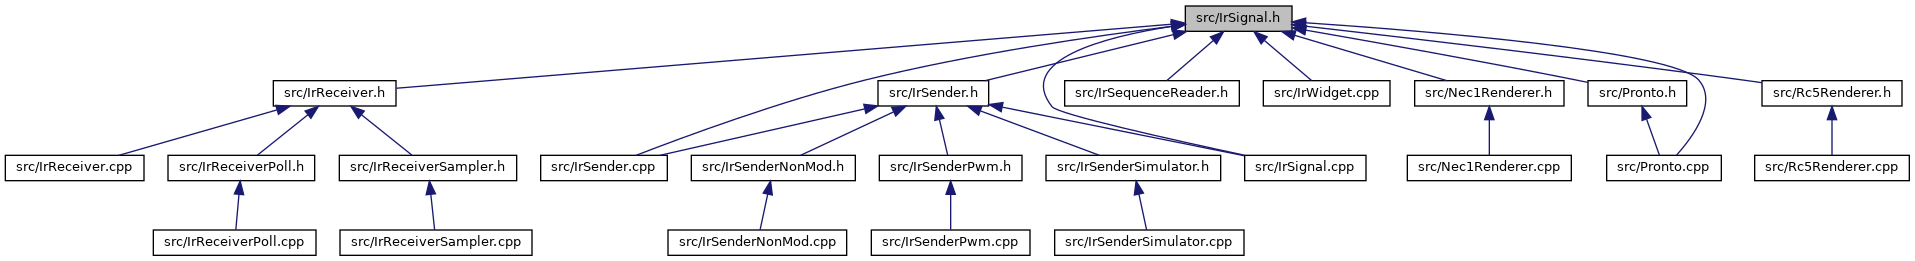 src/IrSignal.h
src/IrReceiver.h
src/IrSender.h
src/IrSequenceReader.h
src/IrWidget.cpp
src/Nec1Renderer.h
src/Pronto.h
src/Rc5Renderer.h
src/IrReceiver.cpp
src/IrReceiverPoll.h
src/IrReceiverSampler.h
src/IrSender.cpp
src/IrSenderNonMod.h
src/IrSenderPwm.h
src/IrSenderSimulator.h
src/IrSignal.cpp
src/Nec1Renderer.cpp
src/Pronto.cpp
src/Rc5Renderer.cpp
src/IrReceiverPoll.cpp
src/IrReceiverSampler.cpp
src/IrSenderNonMod.cpp
src/IrSenderPwm.cpp
src/IrSenderSimulator.cpp